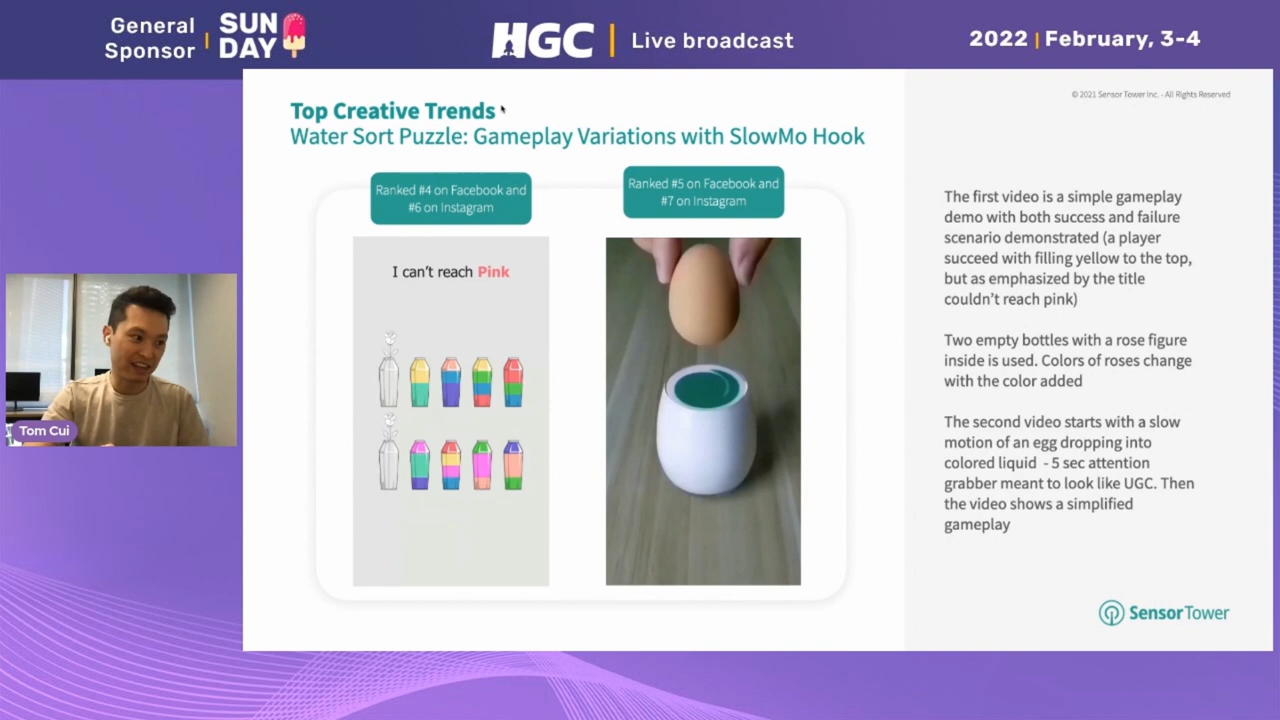 General
Sponsor
SUN
DAY
HGC
Live broadcast
2022 | February, 3-4
© 2021 Sensor Tower Inc. - All Rights Reserved
Top Creative Trends
Water Sort Puzzle: Gameplay Variations with SlowMo Hook
Ranked #4 on Facebook and
#6 on Instagram
Ranked #5 on Facebook and
#7 on Instagram
I can't reach Pink
The first video is a simple gameplay
demo with both success and failure
scenario demonstrated (a player
succeed with filling yellow to the top,
but as emphasized by the title
couldn't reach pink)
Two empty bottles with a rose figure
inside is used. Colors of roses change
with the color added
The second video starts with a slow
motion of an egg dropping into
colored liquid - 5 sec attention
grabber meant to look like UGC. Then
the video shows a simplified
gameplay
Tom Cui
SensorTower